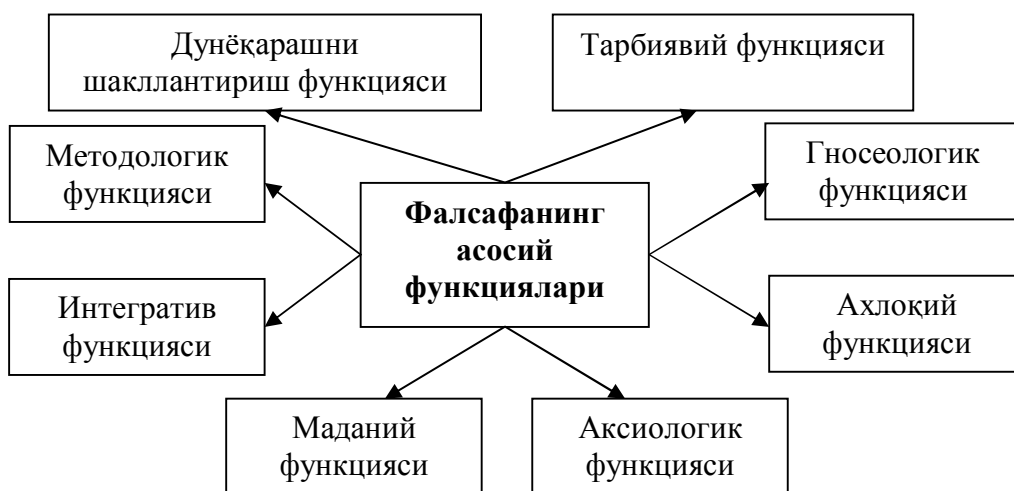 Дунёқарашни
шакллантириш функцияси
Тарбиявий функцияси
Методологик
функцияси
Гносеологик
функцияси
Фалсафанинг
асосий
функциялари
Интегратив
функцияси
Ахлоқий
функцияси
Маданий
функцияси
Аксиологик
функцияси